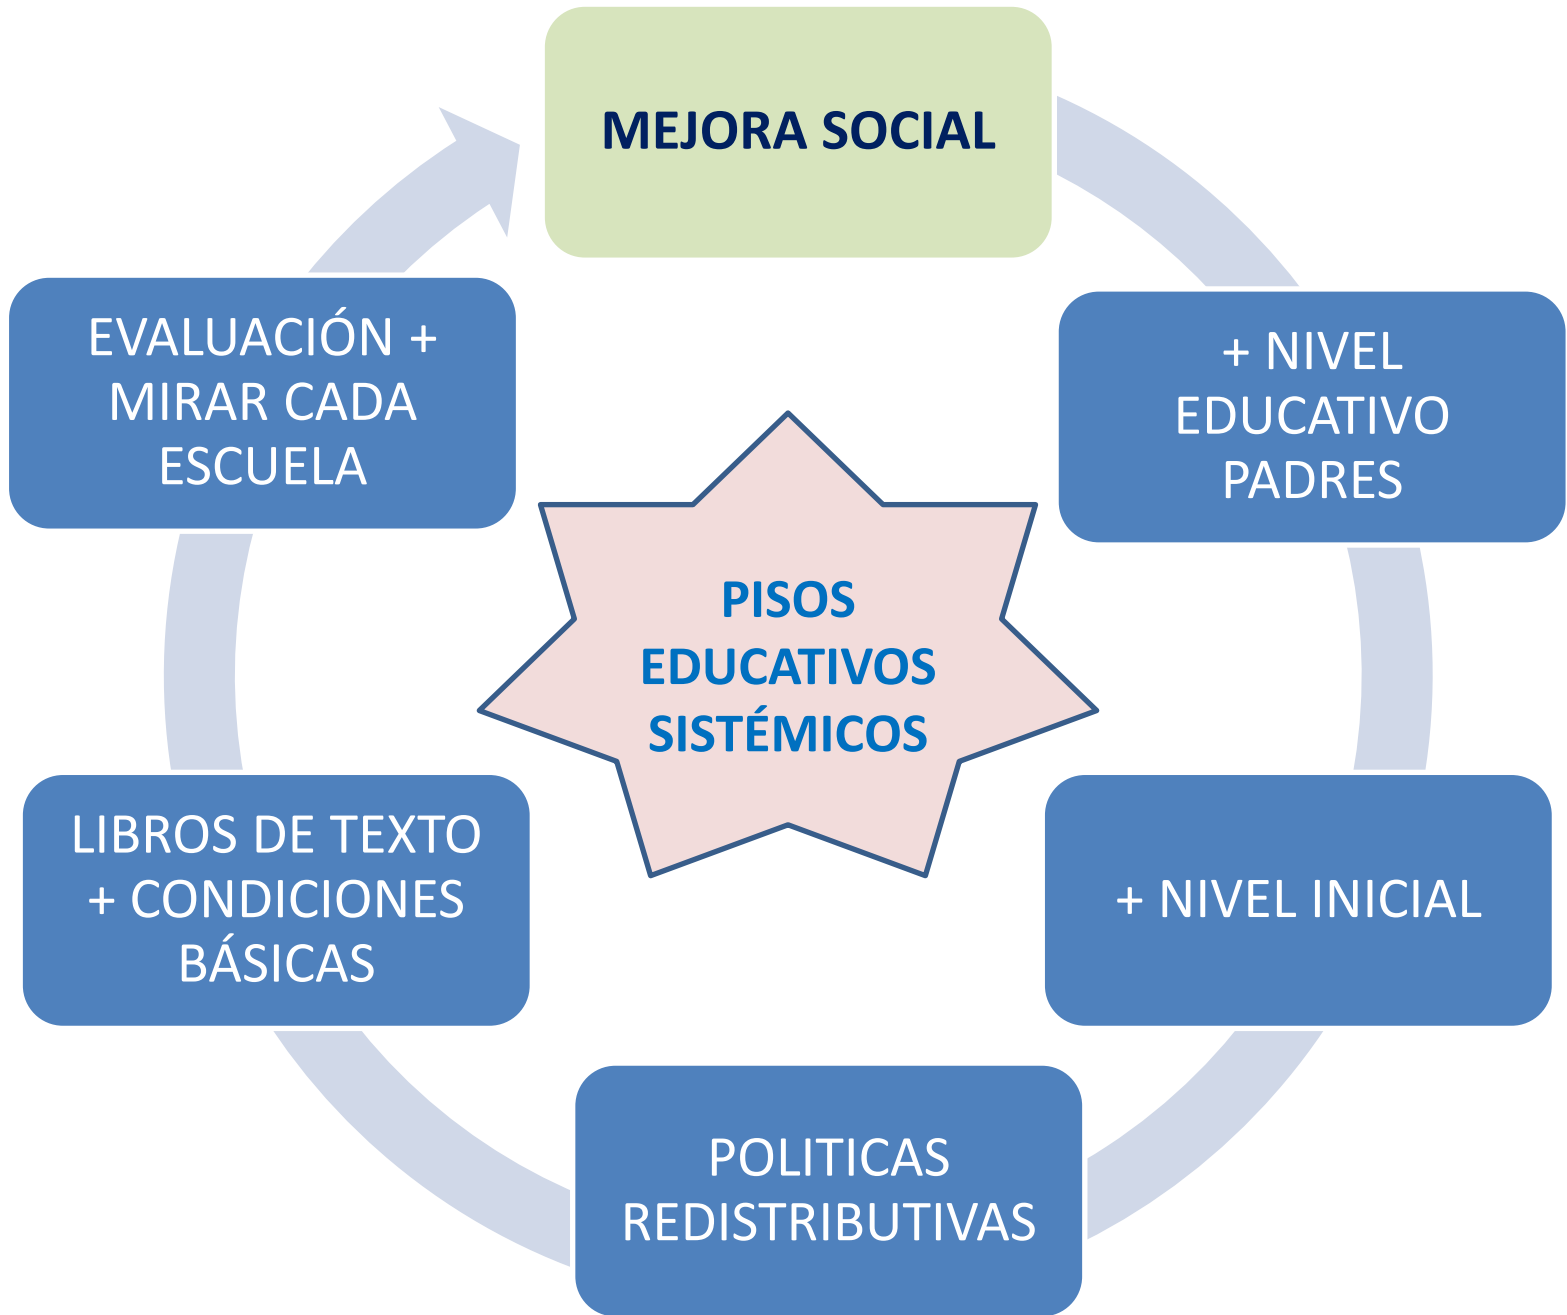 MEJORA SOCIAL
+ NIVEL
EDUCATIVO
PADRES
+ NIVEL INICIAL
POLITICAS
REDISTRIBUTIVAS
LIBROS DE TEXTO
+ CONDICIONES
BÁSICAS
EVALUACIÓN +
MIRAR CADA
ESCUELA
PISOS
EDUCATIVOS
SISTÉMICOS